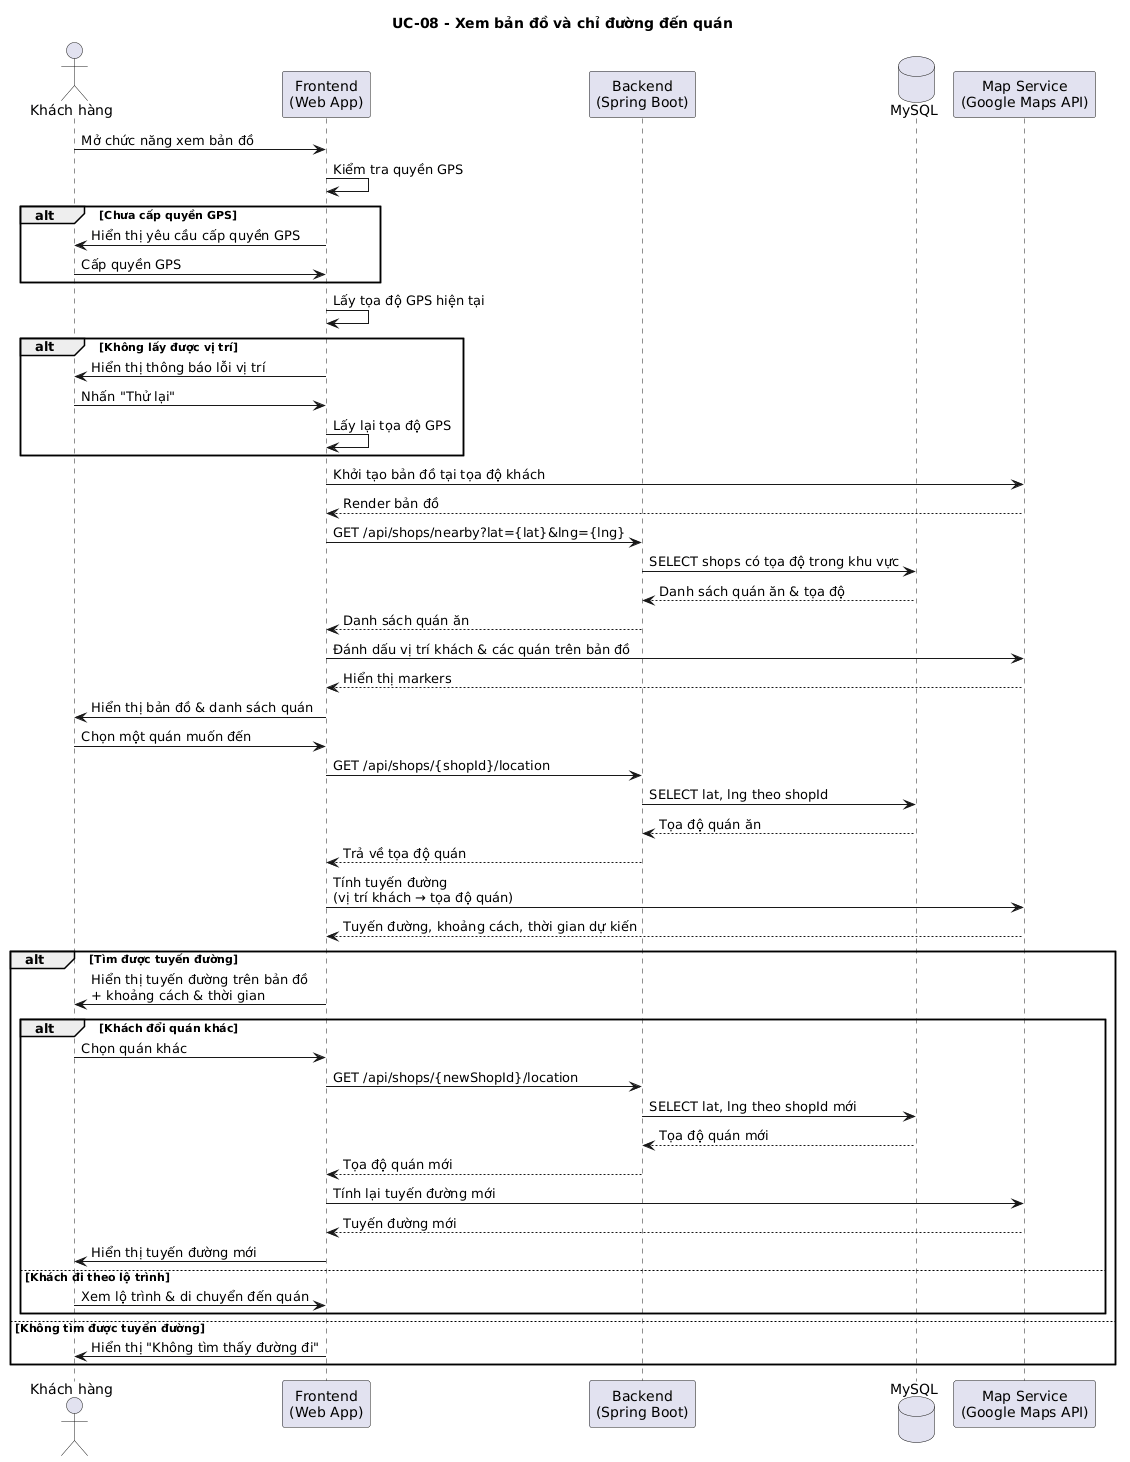 UC-08 - Xem bản đồ và chỉ đường đến quán
Khách hàng
Frontend
(Web App)
Backend
(Spring Boot)
MySQL
Map Service
(Google Maps API)
Mở chức năng xem bản đồ
Kiểm tra quyền GPS
alt [Chưa cấp quyền GPS]
Hiển thị yêu cầu cấp quyền GPS
Cấp quyền GPS
Lấy tọa độ GPS hiện tại
alt [Không lấy được vị trí]
Hiển thị thông báo lỗi vị trí
Nhấn "Thử lại"
Lấy lại tọa độ GPS
Khởi tạo bản đồ tại tọa độ khách
Render bản đồ
GET /api/shops/nearby?lat={lat}&lng={lng}
SELECT shops có tọa độ trong khu vực
Danh sách quán ăn & tọa độ
Danh sách quán ăn
Đánh dấu vị trí khách & các quán trên bản đồ
Hiển thị markers
Hiển thị bản đồ & danh sách quán
Chọn một quán muốn đến
GET /api/shops/{shopId}/location
SELECT lat, lng theo shopId
Tọa độ quán ăn
Trả về tọa độ quán
Tính tuyến đường
(vị trí khách → tọa độ quán)
Tuyến đường, khoảng cách, thời gian dự kiến
alt [Tìm được tuyến đường]
Hiển thị tuyến đường trên bản đồ
+ khoảng cách & thời gian
alt [Khách đổi quán khác]
Chọn quán khác
GET /api/shops/{newShopId}/location
SELECT lat, lng theo shopId mới
Tọa độ quán mới
Tọa độ quán mới
Tính lại tuyến đường mới
Tuyến đường mới
Hiển thị tuyến đường mới
[Khách đi theo lộ trình]
Xem lộ trình & di chuyển đến quán
[Không tìm được tuyến đường]
Hiển thị "Không tìm thấy đường đi"
Khách hàng
Frontend
(Web App)
Backend
(Spring Boot)
MySQL
Map Service
(Google Maps API)